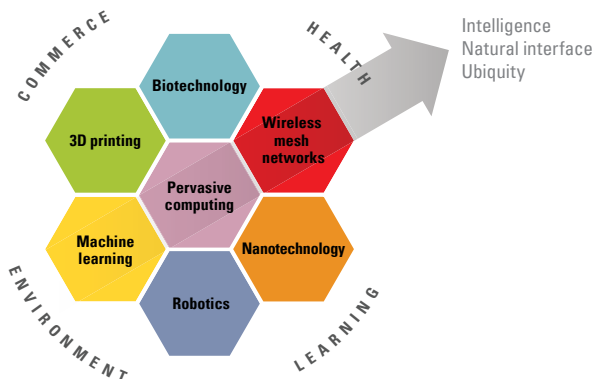 COMMERCE
HEALTH
Intelligence
Natural interface
Ubiquity
Biotechnology
3D printing
Wireless
mesh
networks
Pervasive
computing
Machine
learning
Nanotechnology
Robotics
ENVIRONMENT
LEARNING